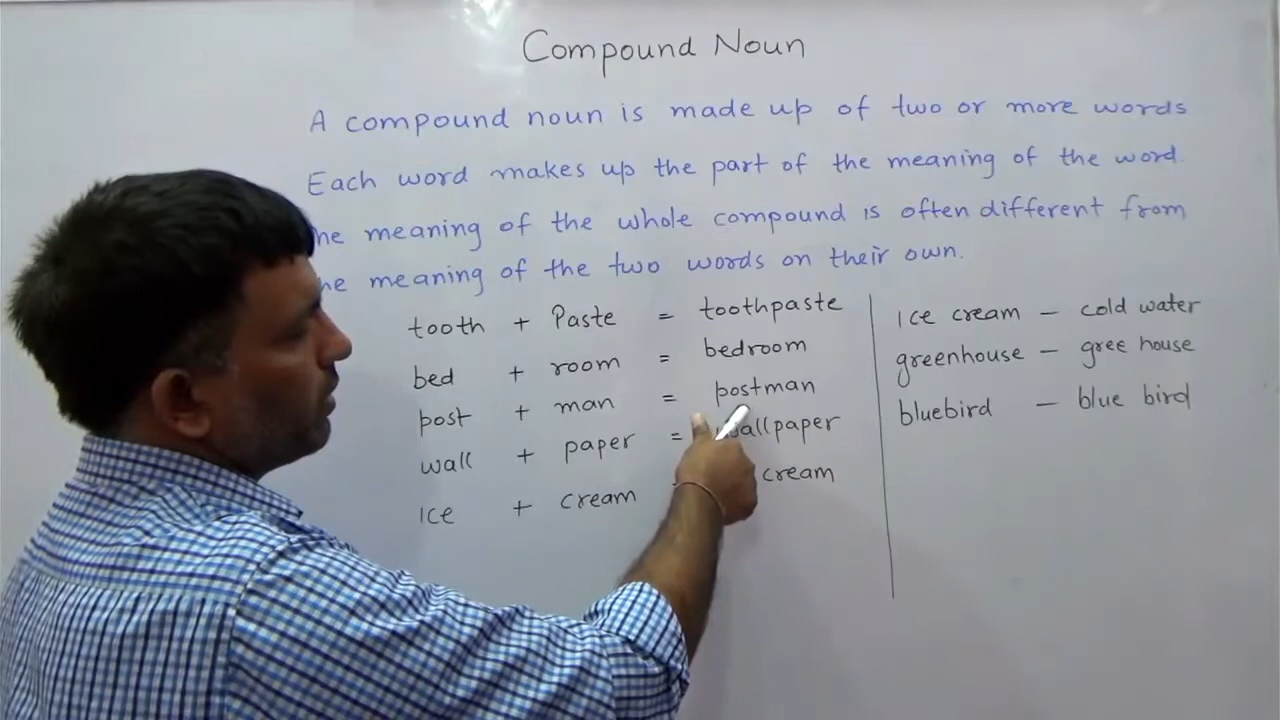 Compound Noun
A compound noun is made up of two or more words
Each word makes up the part of the meaning of the word.
meaning of the whole compound is often different from
meaning of the two words on their own.
tooth + Paste = toothpaste
bed + room = bedroom
post + man = postman
wall + paper = wallpaper
Ice + cream cream
Ice cream – cold water
greenhouse – gree house
bluebird – blue bird